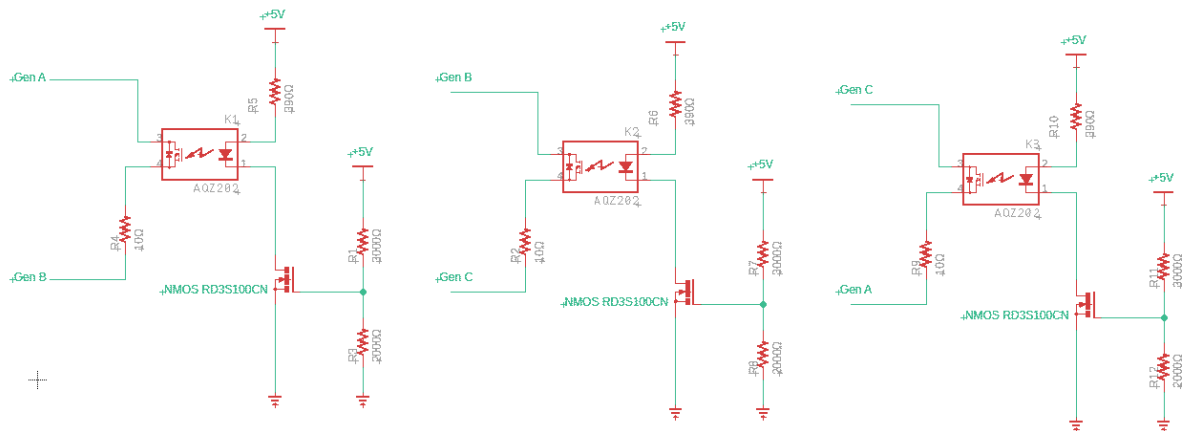 +5V
Gen A
R5
390Ω
K1
3
2
4
1
AQZ202
+5V
R4
10Ω
R1
3000Ω
Gen B
NMOS RD3S100CN
R3
2000Ω
+5V
Gen B
R6
390Ω
K2
3
2
4
1
AQZ202
+5V
R2
10Ω
R7
3000Ω
Gen C
NMOS RD3S100CN
R8
2000Ω
+5V
Gen C
R10
390Ω
K3
3
2
4
1
AQZ202
+5V
R9
10Ω
R11
3000Ω
Gen A
NMOS RD3S100CN
R12
2000Ω